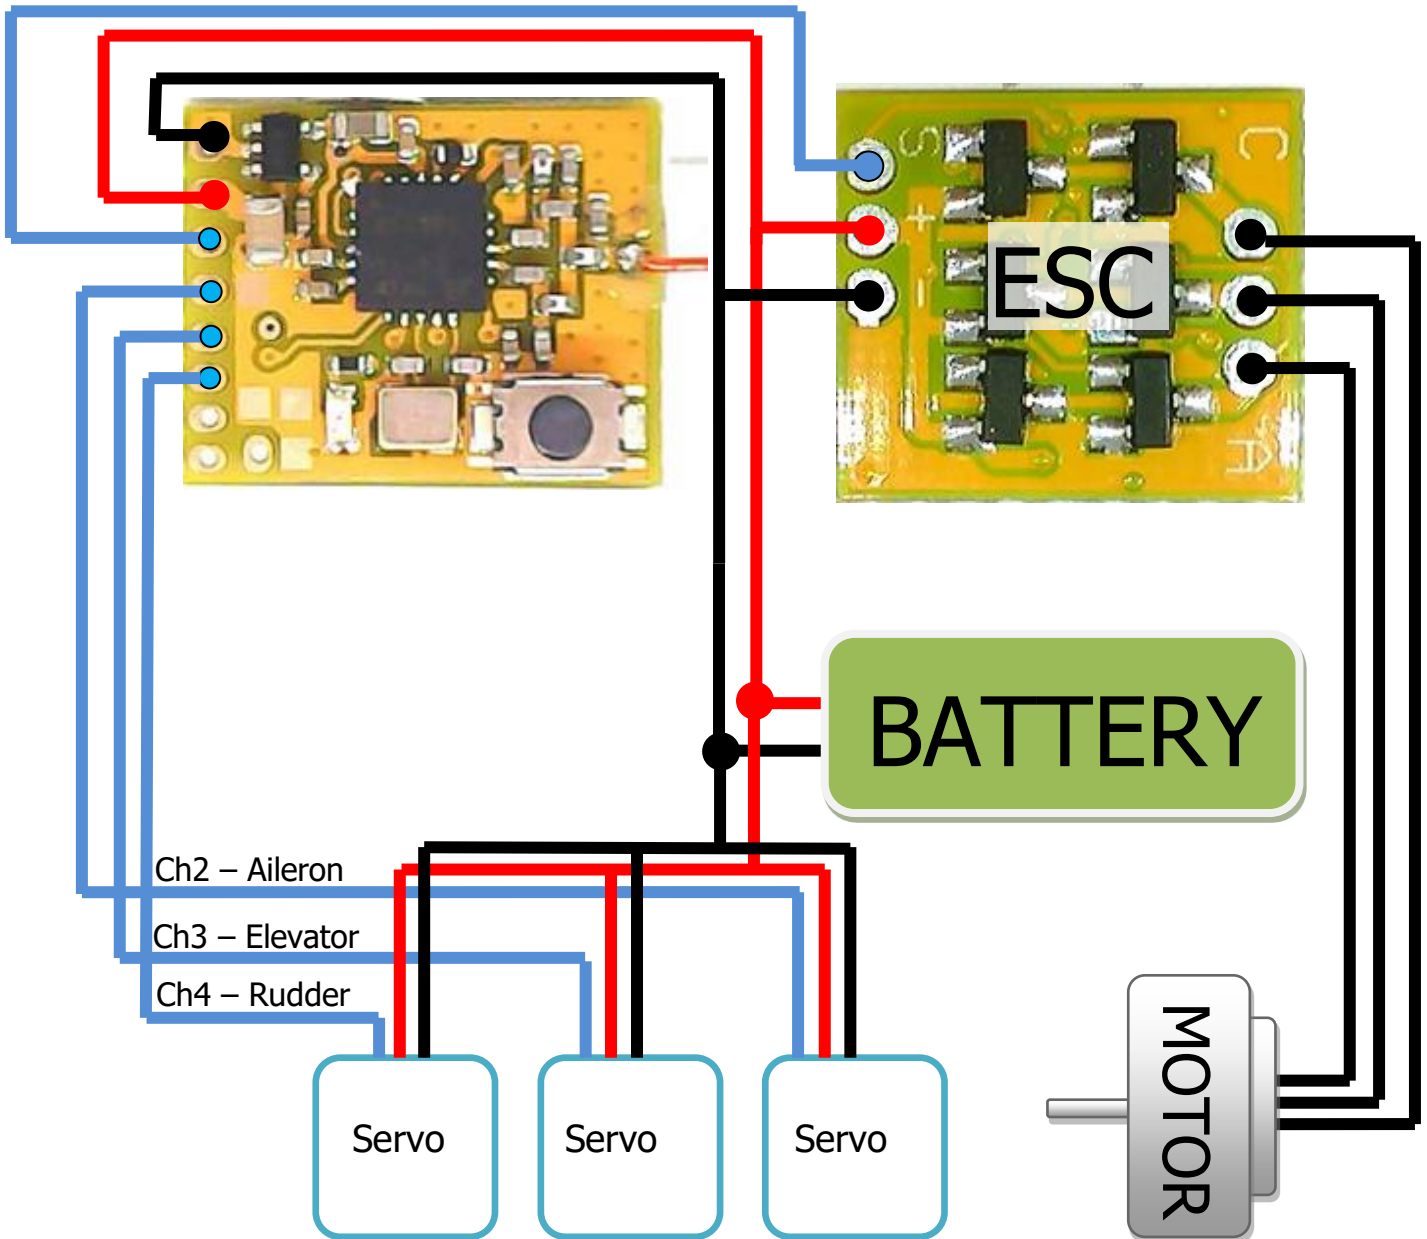 S
+
-
C
A
ESC
BATTERY
Ch2 – Aileron
Ch3 – Elevator
Ch4 – Rudder
Servo
Servo
Servo
MOTOR